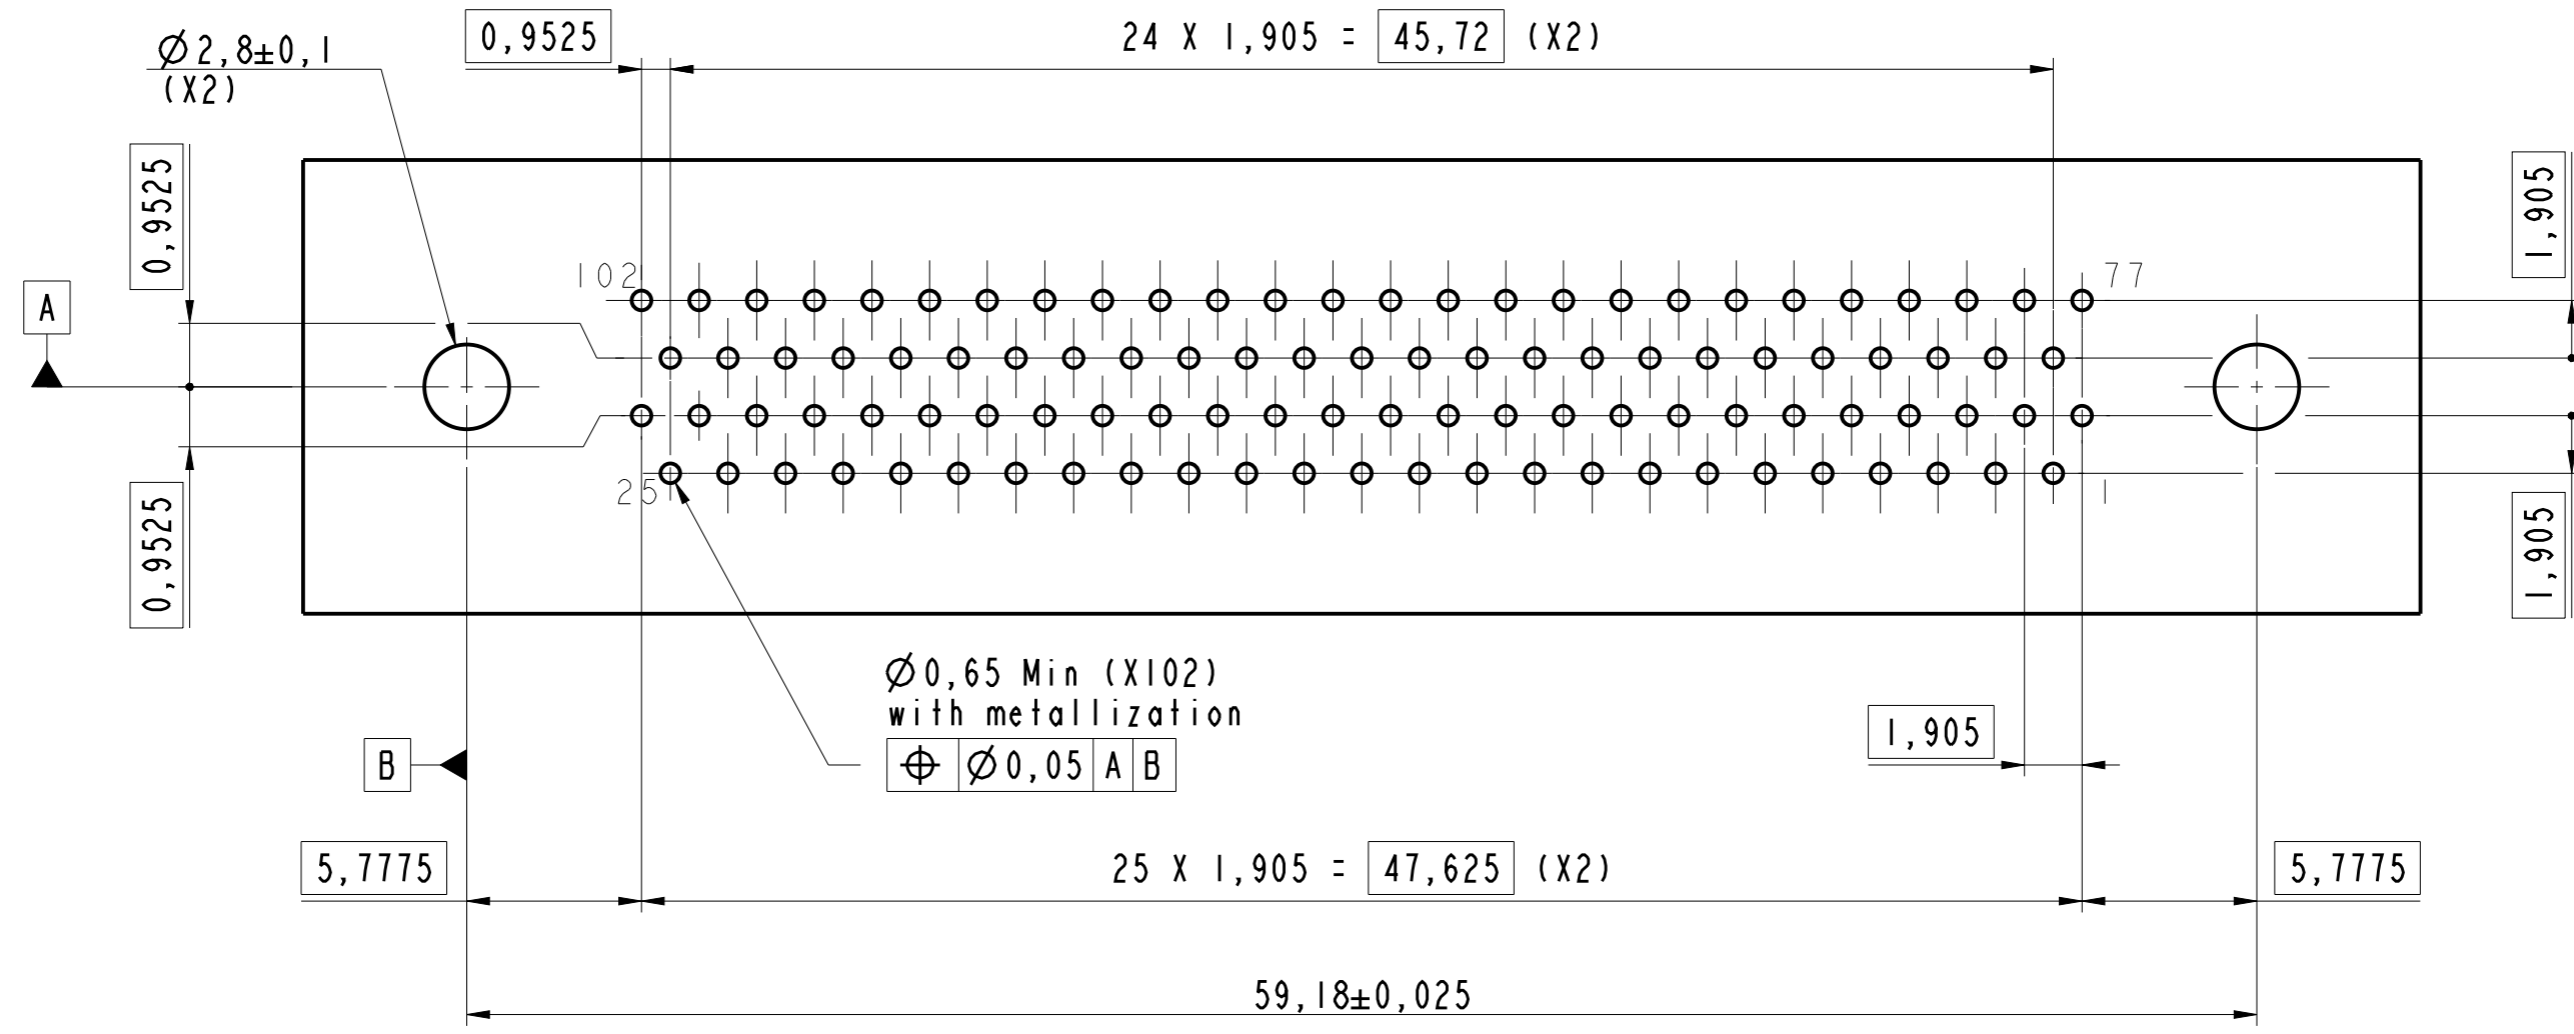 Ø2,8±0,1
(X2)
0,9525
24 X 1,905 = 45,72 (X2)
0,9525
1,905
102
77
A
25
1
0,9525
1,905
Ø0,65 Min (X102)
with metallization
⌖ Ø0,05 A B
B
1,905
5,7775
25 X 1,905 = 47,625 (X2)
5,7775
59,18±0,025